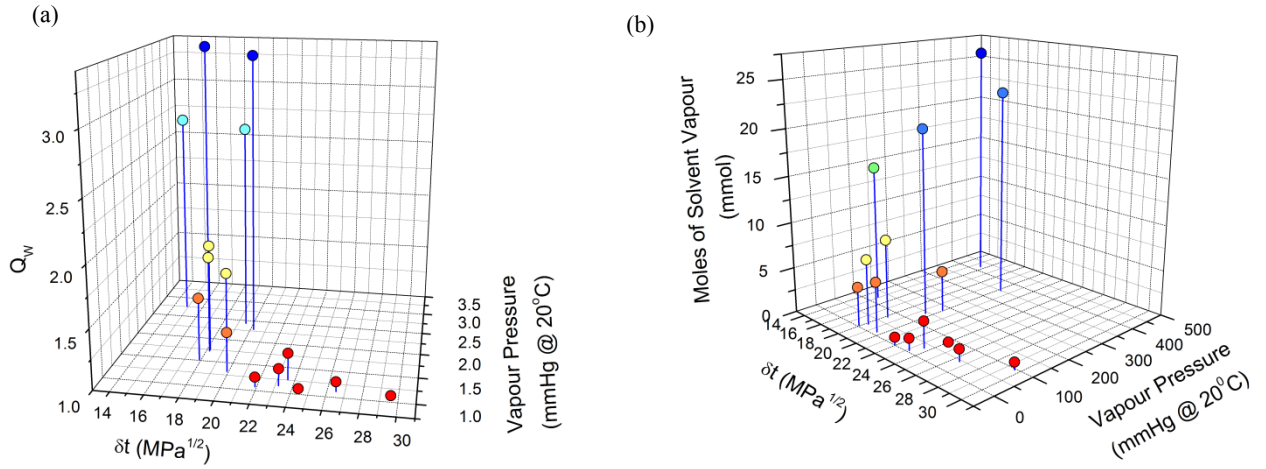 (a)
3.0
2.5
2.0
1.5
1.0
Q_W
14 16 18 20 22 24 26 28 30
δt (MPa^1/2)
3.5
3.0
2.5
2.0
1.5
1.0
Vapour Pressure
(mmHg @ 20°C)
(b)
25
20
15
10
5
0
Moles of Solvent Vapour
(mmol)
14 16 18 20 22 24 26 28 30
δt (MPa^1/2)
0 100 200 300 400 500
Vapour Pressure
(mmHg @ 20^0C)